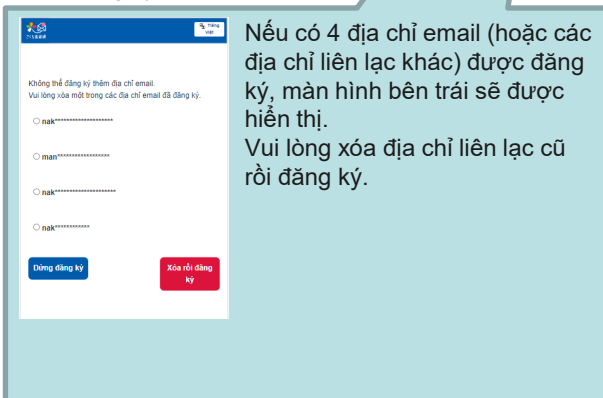 Tiếng
Việt
Không thể đăng ký thêm địa chỉ email.
Vui lòng xóa một trong các địa chỉ email đã đăng ký.
nak********************
man******************
nak*********************
nak************
Dừng đăng ký
Xóa rồi đăng
ký
Nếu có 4 địa chỉ email (hoặc các
địa chỉ liên lạc khác) được đăng
ký, màn hình bên trái sẽ được
hiển thị.
Vui lòng xóa địa chỉ liên lạc cũ
rồi đăng ký.